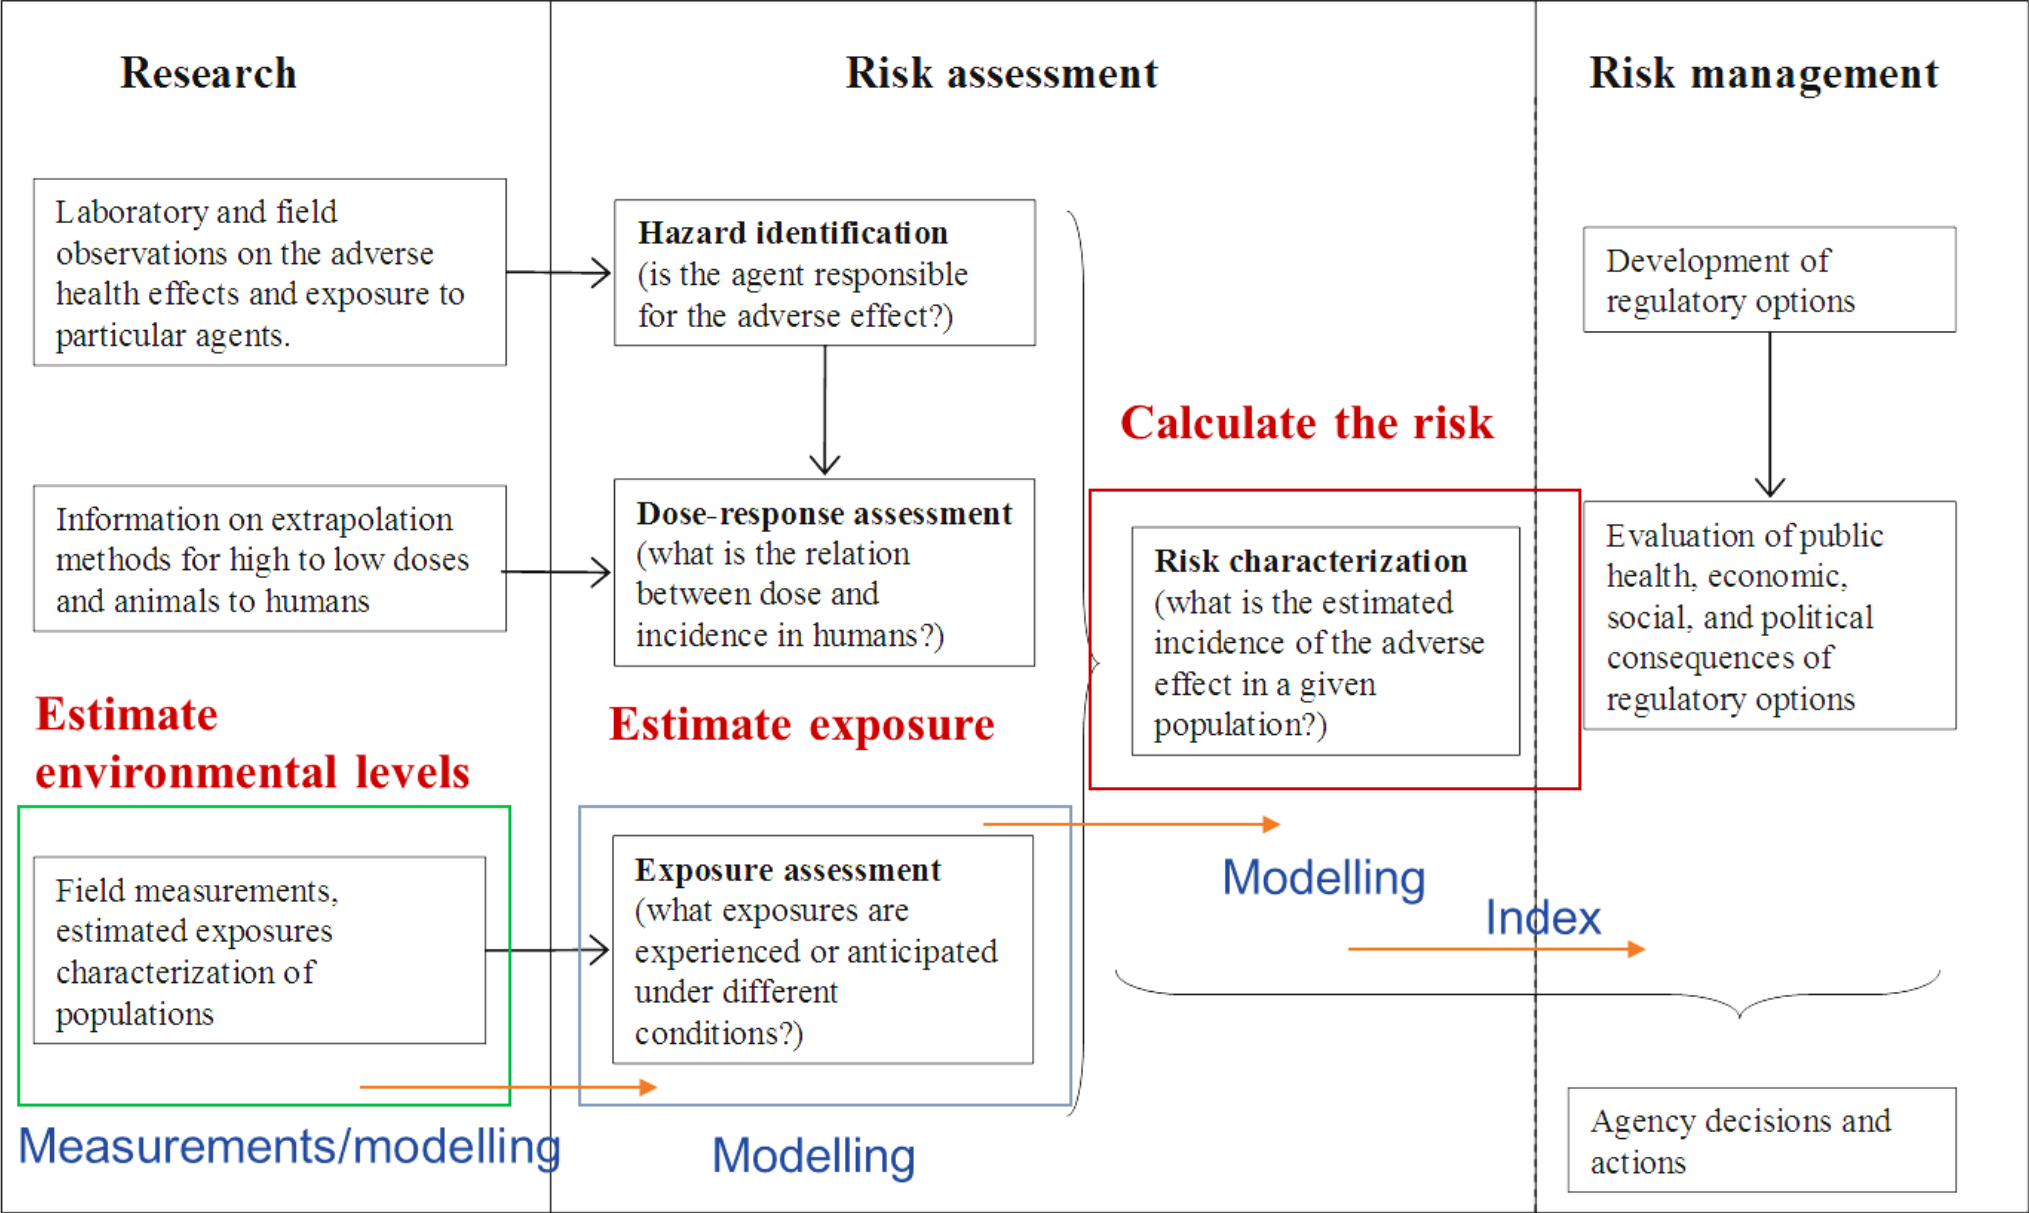 Research
Risk assessment
Risk management
Laboratory and field
observations on the adverse
health effects and exposure to
particular agents.
Hazard identification
(is the agent responsible
for the adverse effect?)
Development of
regulatory options
Calculate the risk
Information on extrapolation
methods for high to low doses
and animals to humans
Dose-response assessment
(what is the relation
between dose and
incidence in humans?)
Risk characterization
(what is the estimated
incidence of the adverse
effect in a given
population?)
Evaluation of public
health, economic,
social, and political
consequences of
regulatory options
Estimate
environmental levels
Estimate exposure
Field measurements,
estimated exposures
characterization of
populations
Exposure assessment
(what exposures are
experienced or anticipated
under different
conditions?)
Modelling
Index
Measurements/modelling
Modelling
Agency decisions and
actions